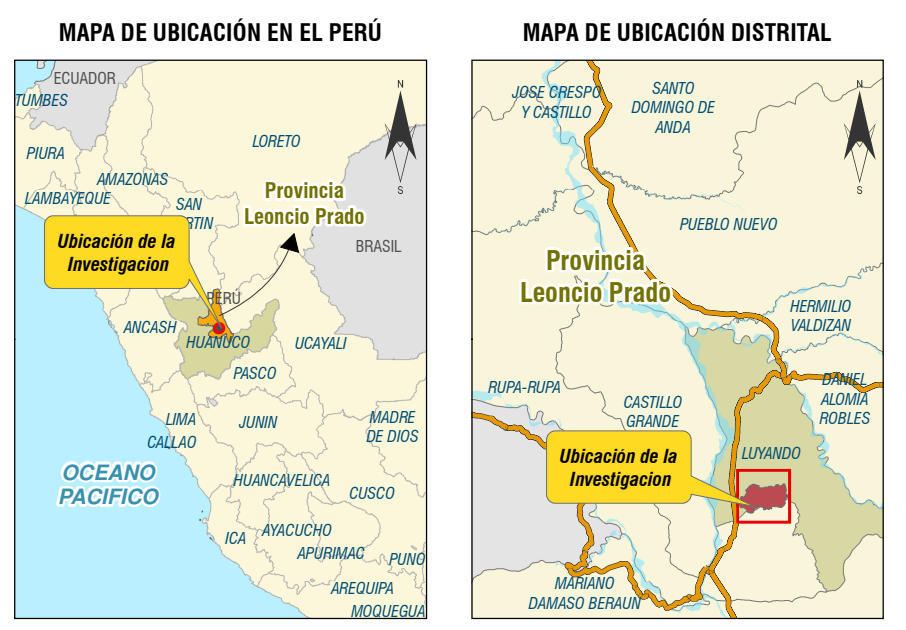 MAPA DE UBICACIÓN EN EL PERÚ
ECUADOR
TUMBES
N
S
LORETO
PIURA
AMAZONAS
LAMBAYEQUE
SAN
RTIN
Provincia
Leoncio Prado
Ubicación de la
Investigacion
BRASIL
PERÚ
ANCASH
HUANUCO
UCAYALI
PASCO
LIMA
JUNIN
MADRE
DE DIOS
CALLAO
OCEANO
PACIFICO
HUANCAVELICA
CUSCO
ICA
AYACUCHO
APURIMAC
PUNO
AREQUIPA
MOQUEGUA
MAPA DE UBICACIÓN DISTRITAL
JOSE CRESPO
Y CASTILLO
SANTO
DOMINGO DE
ANDA
N
S
PUEBLO NUEVO
Provincia
Leoncio Prado
HERMILIO
VALDIZAN
RUPA-RUPA
CASTILLO
GRANDE
DANIEL
ALOMIA
ROBLES
LUYANDO
Ubicación de la
Investigacion
MARIANO
DAMASO BERAUN